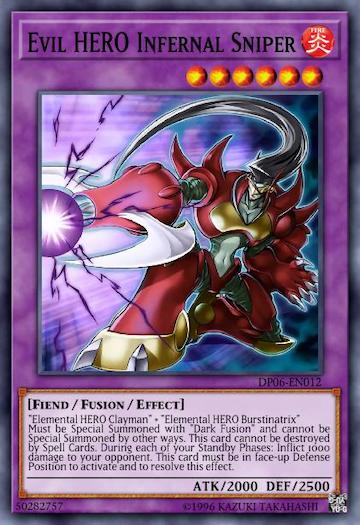 Evil HERO Infernal Sniper
FIRE
炎
DP06-EN012
[Fiend / Fusion / Effect]
"Elemental HERO Clayman" + "Elemental HERO Burstinatrix"
Must be Special Summoned with "Dark Fusion" and cannot be
Special Summoned by other ways. This card cannot be destroyed
by Spell Cards. During each of your Standby Phases: Inflict 1000
damage to your opponent. This card must be in face-up Defense
Position to activate and to resolve this effect.
ATK/2000 DEF/2500
50282757
©1996 KAZUKI TAKAHASHI